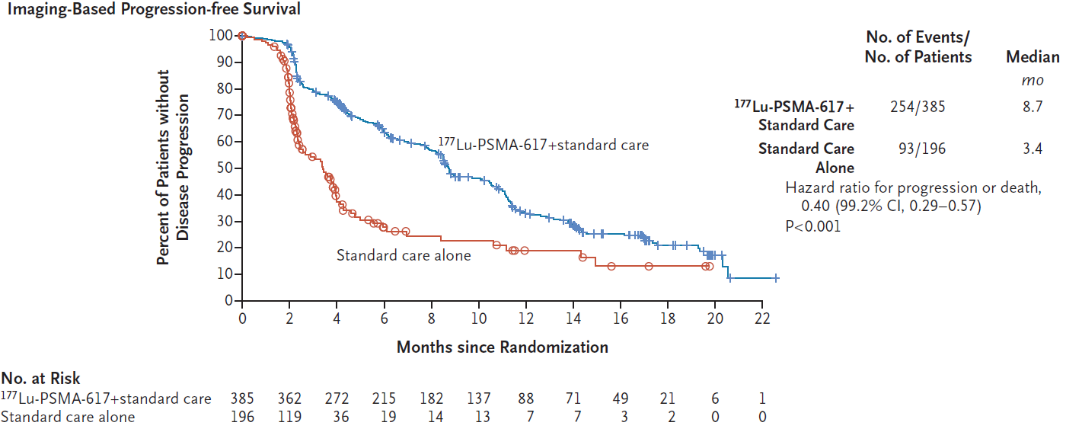 Imaging-Based Progression-free Survival
No. of Events/
No. of Patients
Median
mo
¹⁷⁷Lu-PSMA-617+
Standard Care
254/385
8.7
Standard Care
Alone
93/196
3.4
Hazard ratio for progression or death,
0.40 (99.2% CI, 0.29–0.57)
P<0.001
Percent of Patients without
Disease Progression
100
90
80
70
60
50
40
30
20
10
0
¹⁷⁷Lu-PSMA-617+standard care
Standard care alone
0 2 4 6 8 10 12 14 16 18 20 22
Months since Randomization
No. at Risk
¹⁷⁷Lu-PSMA-617+standard care 385 362 272 215 182 137 88 71 49 21 6 1
Standard care alone 196 119 36 19 14 13 7 7 3 2 0 0